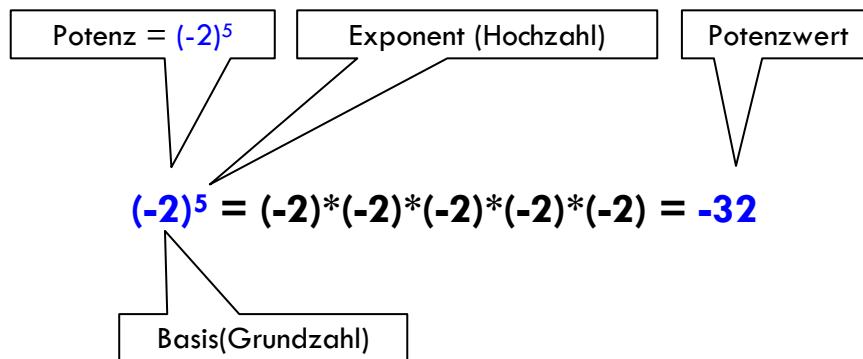 Potenz = (-2)⁵
Exponent (Hochzahl)
Potenzwert
(-2)⁵ = (-2)*(-2)*(-2)*(-2)*(-2) = -32
Basis(Grundzahl)